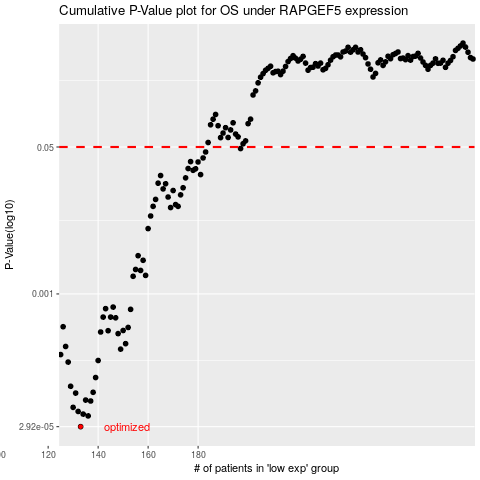 Cumulative P-Value plot for OS under RAPGEF5 expression
P-Value(log10)
0.05
0.001
2.92e-05
optimized
00 120 140 160 180
# of patients in 'low exp' group